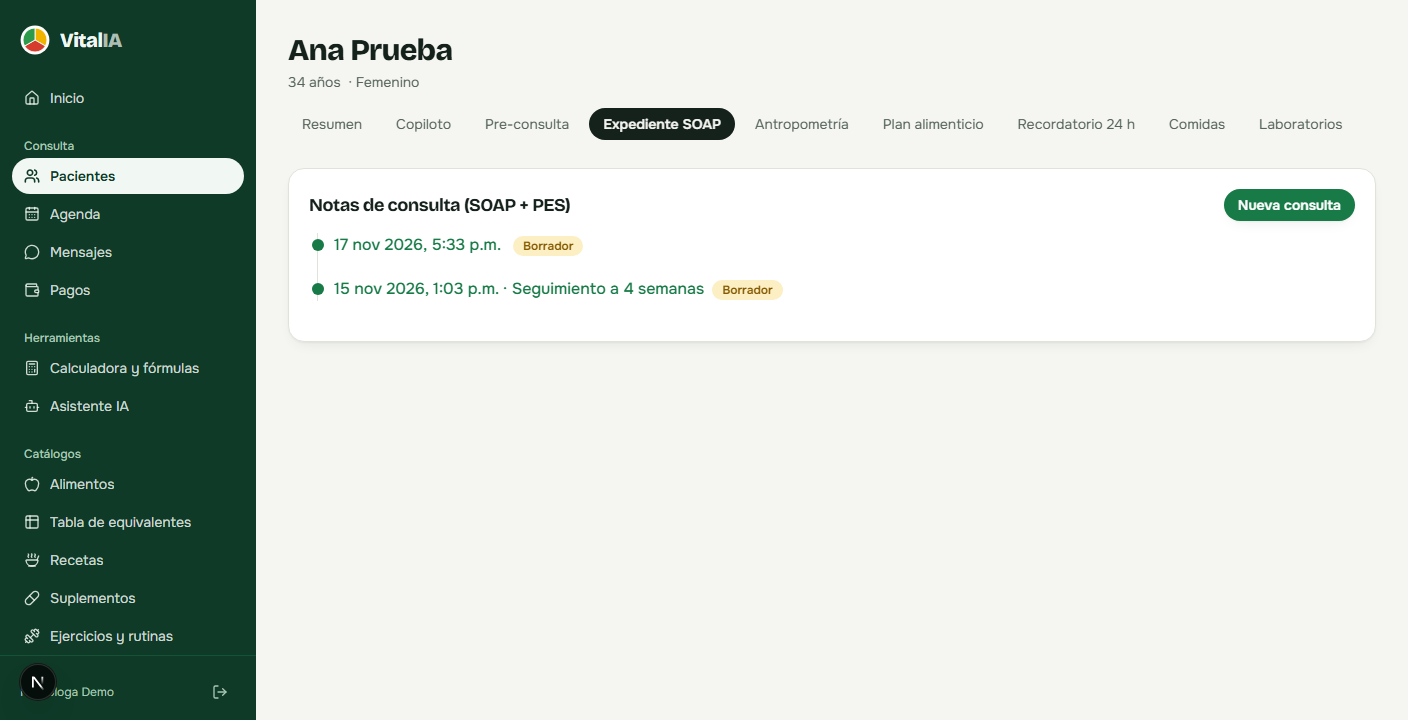 VitalIA
Inicio
Consulta
Pacientes
Agenda
Mensajes
Pagos
Herramientas
Calculadora y fórmulas
Asistente IA
Catálogos
Alimentos
Tabla de equivalentes
Recetas
Suplementos
Ejercicios y rutinas
N
Demo
Ana Prueba
34 años · Femenino
Resumen
Copiloto
Pre-consulta
Expediente SOAP
Antropometría
Plan alimenticio
Recordatorio 24 h
Comidas
Laboratorios
Notas de consulta (SOAP + PES)
Nueva consulta
17 nov 2026, 5:33 p.m. Borrador
15 nov 2026, 1:03 p.m. · Seguimiento a 4 semanas Borrador